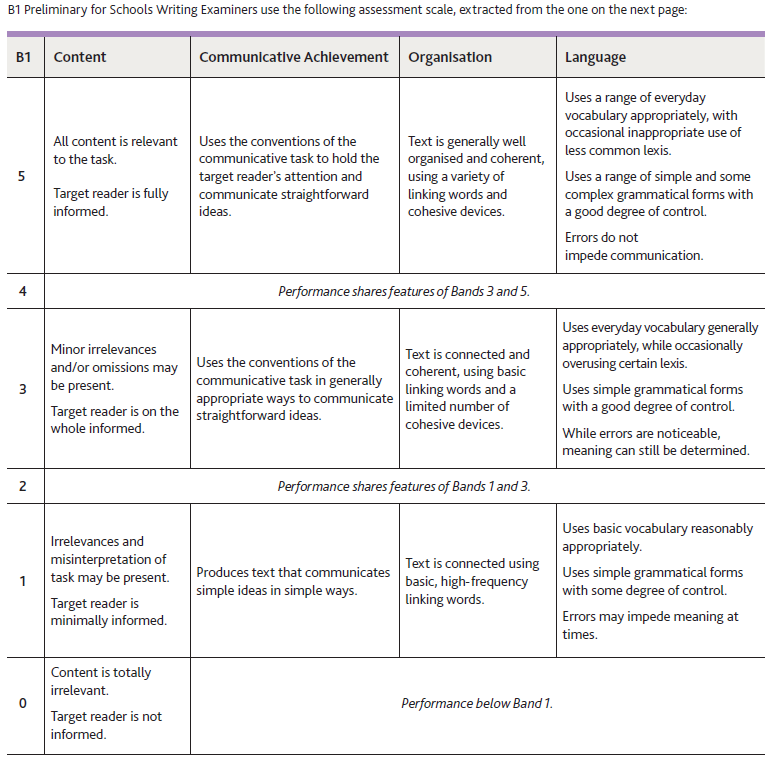 B1 Preliminary for Schools Writing Examiners use the following assessment scale, extracted from the one on the next page:
B1
Content
Communicative Achievement
Organisation
Language
5
All content is relevant
to the task.
Target reader is fully
informed.
Uses the conventions of the
communicative task to hold the
target reader's attention and
communicate straightforward
ideas.
Text is generally well
organised and coherent,
using a variety of
linking words and
cohesive devices.
Uses a range of everyday
vocabulary appropriately, with
occasional inappropriate use of
less common lexis.
Uses a range of simple and some
complex grammatical forms with
a good degree of control.
Errors do not
impede communication.
4
Performance shares features of Bands 3 and 5.
3
Minor irrelevances
and/or omissions may
be present.
Target reader is on the
whole informed.
Uses the conventions of the
communicative task in generally
appropriate ways to communicate
straightforward ideas.
Text is connected and
coherent, using basic
linking words and a
limited number of
cohesive devices.
Uses everyday vocabulary generally
appropriately, while occasionally
overusing certain lexis.
Uses simple grammatical forms
with a good degree of control.
While errors are noticeable,
meaning can still be determined.
2
Performance shares features of Bands 1 and 3.
1
Irrelevances and
misinterpretation of
task may be present.
Target reader is
minimally informed.
Produces text that communicates
simple ideas in simple ways.
Text is connected using
basic, high-frequency
linking words.
Uses basic vocabulary reasonably
appropriately.
Uses simple grammatical forms
with some degree of control.
Errors may impede meaning at
times.
0
Content is totally
irrelevant.
Target reader is not
informed.
Performance below Band 1.